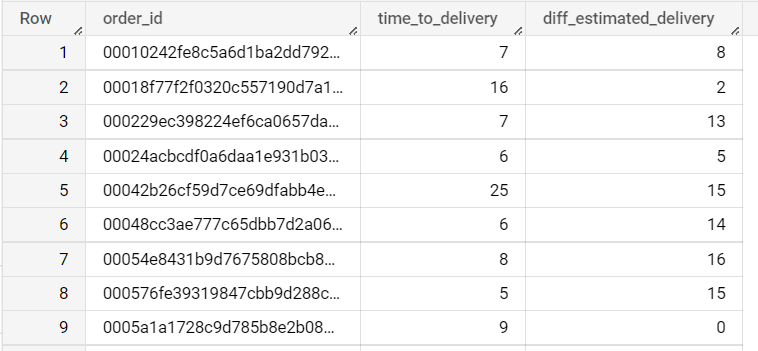 Row order_id time_to_delivery diff_estimated_delivery
1 00010242fe8c5a6d1ba2dd792... 7 8
2 00018f77f2f0320c557190d7a1... 16 2
3 000229ec398224ef6ca0657da... 7 13
4 00024acbcdf0a6daa1e931b03... 6 5
5 00042b26cf59d7ce69dfabb4e... 25 15
6 00048cc3ae777c65dbb7d2a06... 6 14
7 00054e8431b9d7675808bcb8... 8 16
8 000576fe39319847cbb9d288c... 5 15
9 0005a1a1728c9d785b8e2b08... 9 0